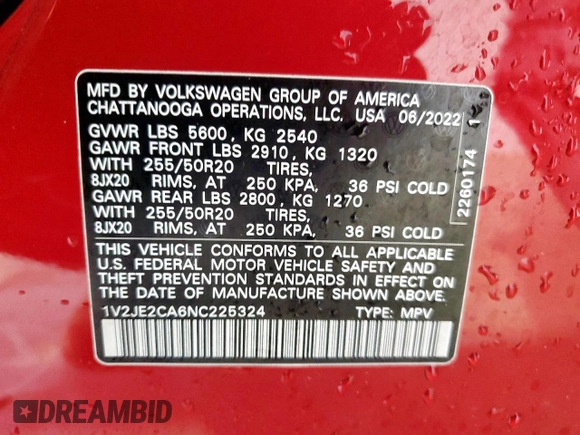 MFD BY VOLKSWAGEN GROUP OF AMERICA
CHATTANOOGA OPERATIONS, LLC. USA 06/2022 1
GVWR LBS 5600, KG 2540
GAWR FRONT LBS 2910, KG 1320
WITH 255/50R20 TIRES,
8JX20 RIMS, AT 250 KPA, 36 PSI COLD
GAWR REAR LBS 2800, KG 1270
WITH 255/50R20 TIRES,
8JX20 RIMS, AT 250 KPA, 36 PSI COLD
2260174
THIS VEHICLE CONFORMS TO ALL APPLICABLE
U.S. FEDERAL MOTOR VEHICLE SAFETY AND
THEFT PREVENTION STANDARDS IN EFFECT
ON THE DATE OF MANUFACTURE SHOWN ABOVE.
1V2JE2CA6NC225324 TYPE: MPV
DREAMBID